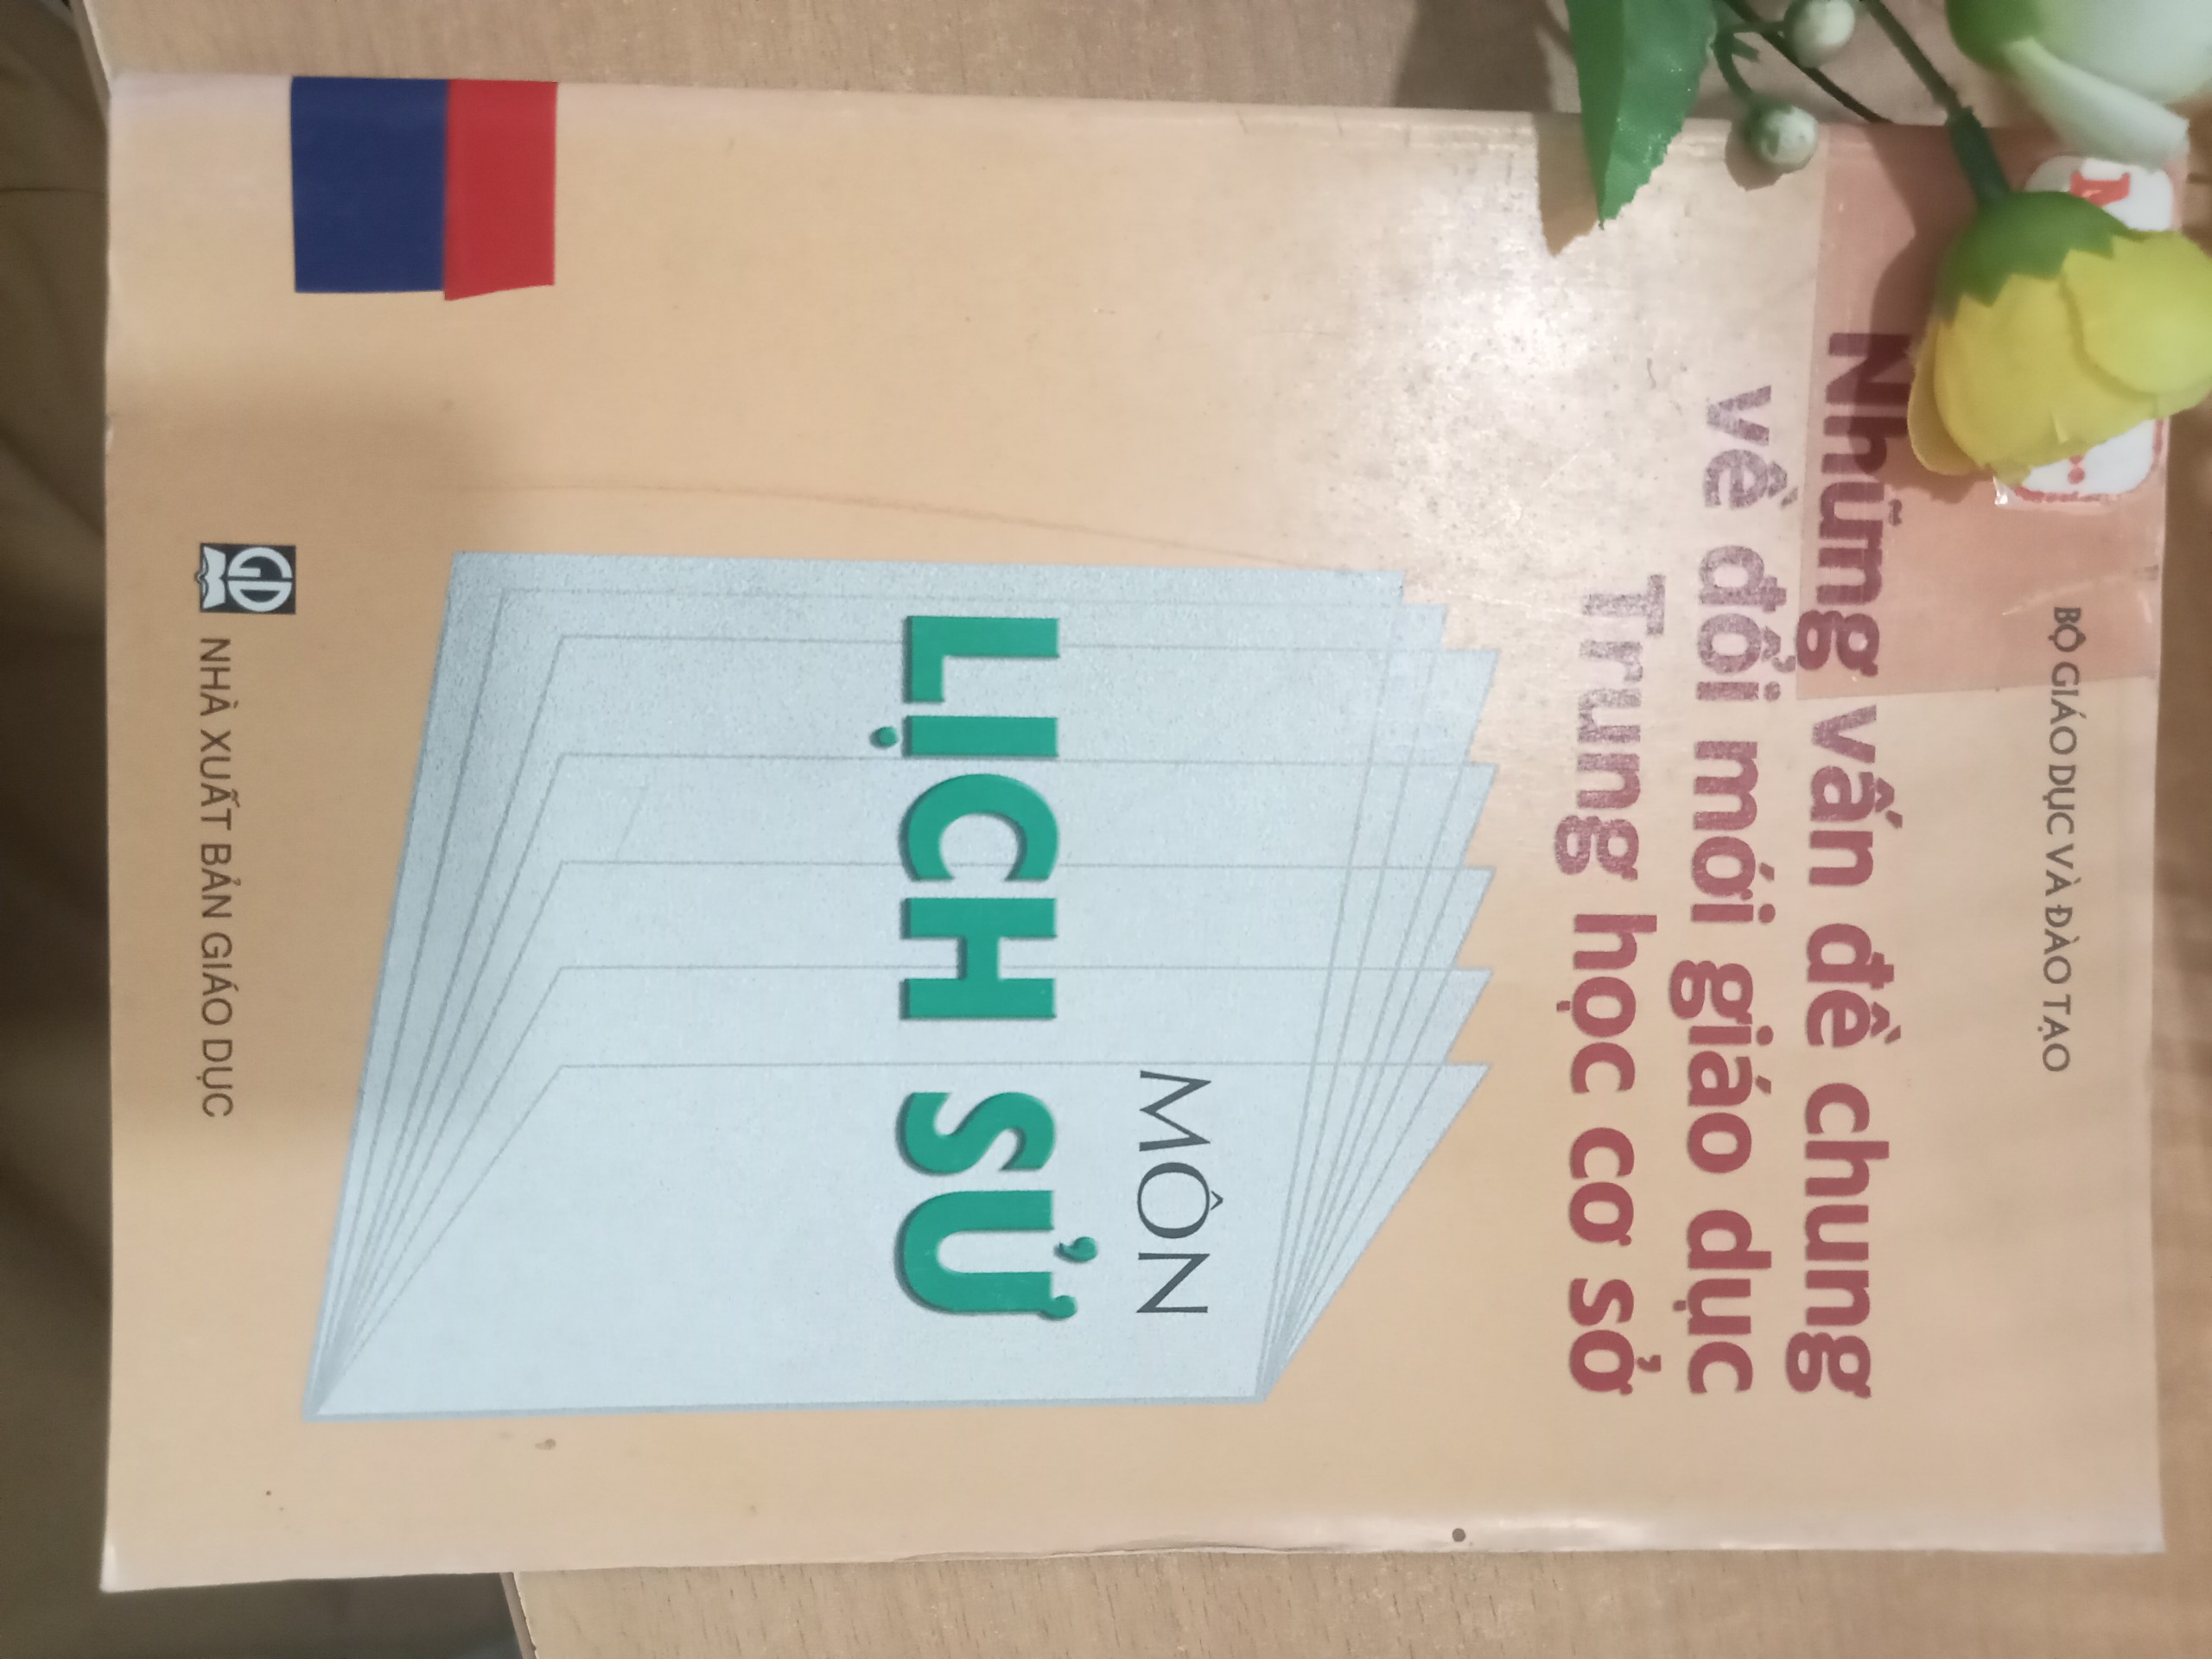 BỘ GIÁO DỤC VÀ ĐÀO TẠO
Những vấn đề chung
về đổi mới giáo dục
Trung học cơ sở
MÔN
LỊCH SỬ
GD
NHÀ XUẤT BẢN GIÁO DỤC